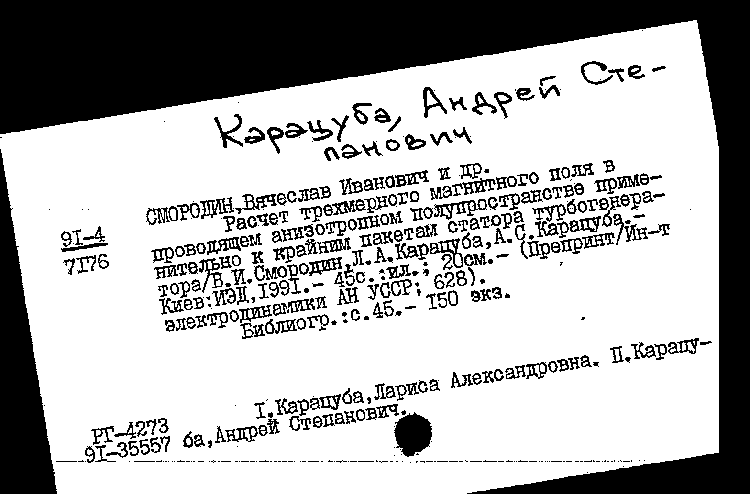 Карацуба, Андрей Сте-
панович
СМОРОДИН,Вячеслав Иванович и др.
91-4
7176
Расчет трехмерного магнитного поля в
проводящем анизотропном полупространстве приме-
нительно к крайним пакетам статора турбогенера-
тора/В.И.Смородин,Л.А.Карацуба,А.С.Карацуба.-
Киев:ИЭД,1991.- 45с.:ил.; 20см.- (Препринт/Ин-т
электродинамики АН УССР; 628).
Библиогр.:с.45.- 150 экз.
I.Карацуба,Лариса Александровна. П.Карацу-
РГ-4273
91-35557 ба,Андрей Степанович.